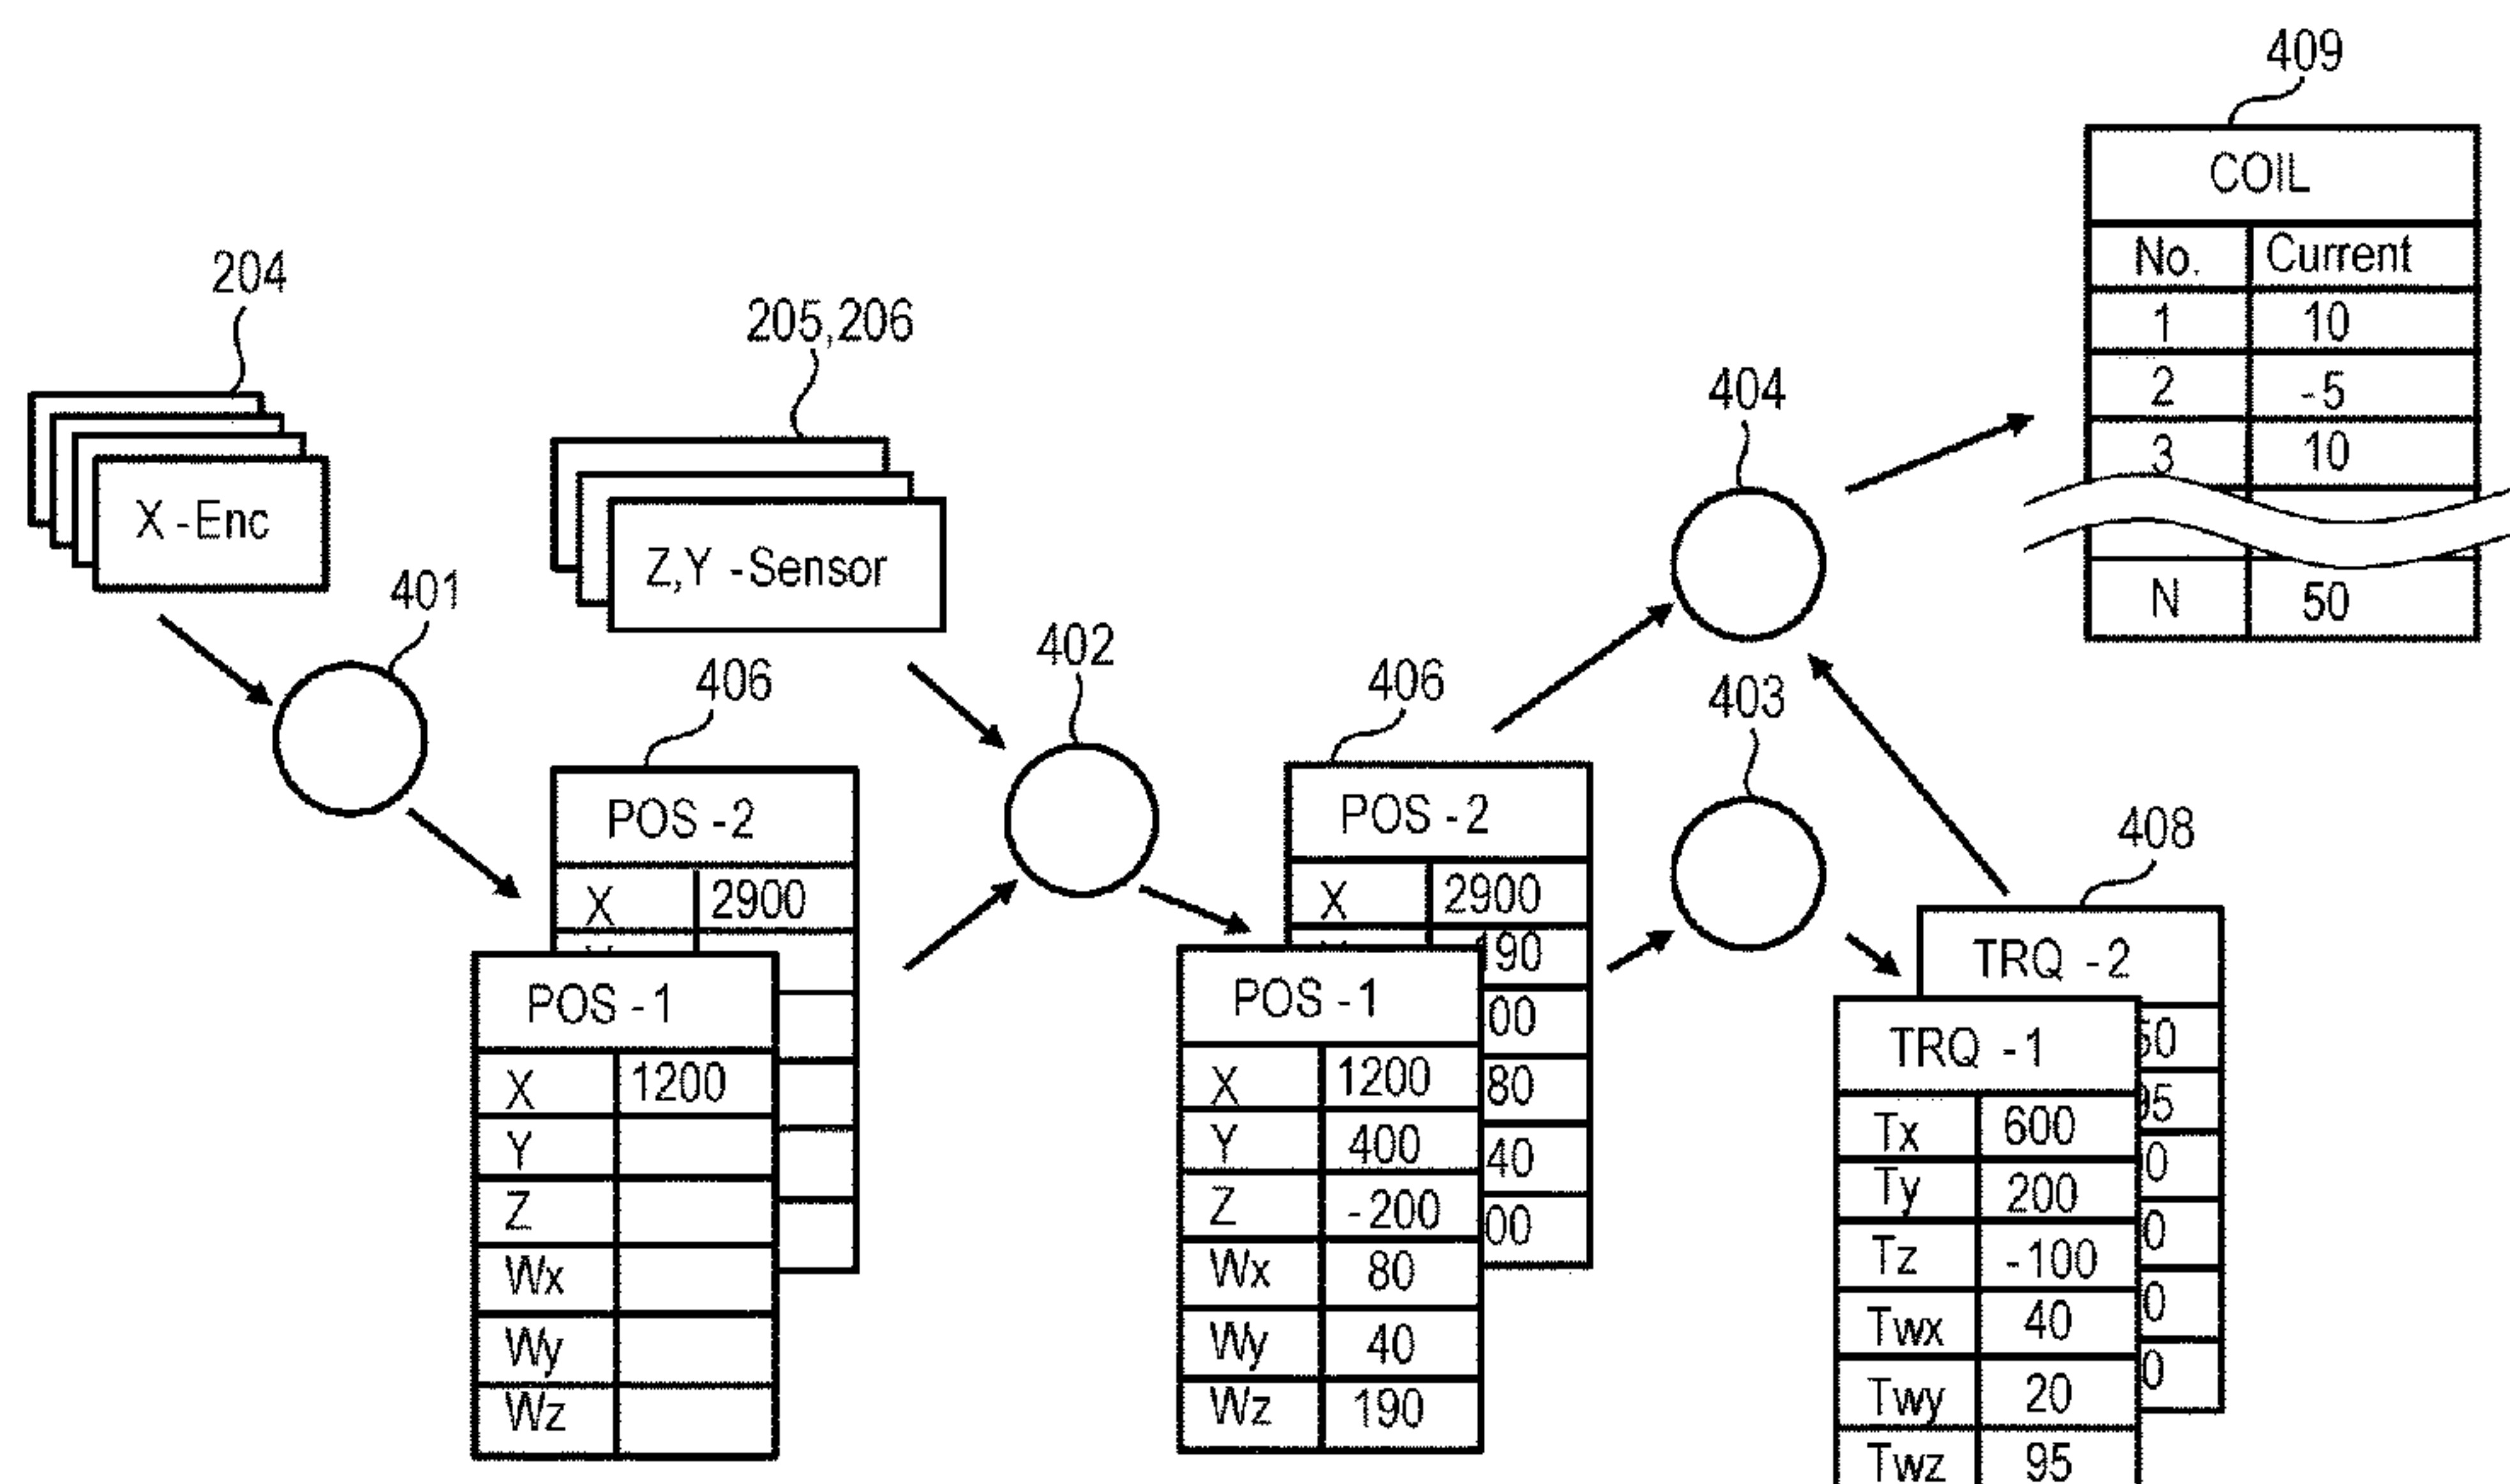 409
COIL
No. Current
1 10
2 -5
3 10
N 50
204
X -Enc
205,206
Z,Y -Sensor
401
406
POS -2
X 2900
POS -1
X 1200
Y
Z
Wx
Wy
Wz
402
406
POS -2
X 2900
90
00
80
40
00
POS -1
X 1200
Y 400
Z -200
Wx 80
Wy 40
Wz 190
404
403
408
TRQ -2
TRQ -1
Tx 600
Ty 200
Tz -100
Twx 40
Twy 20
Twz 95